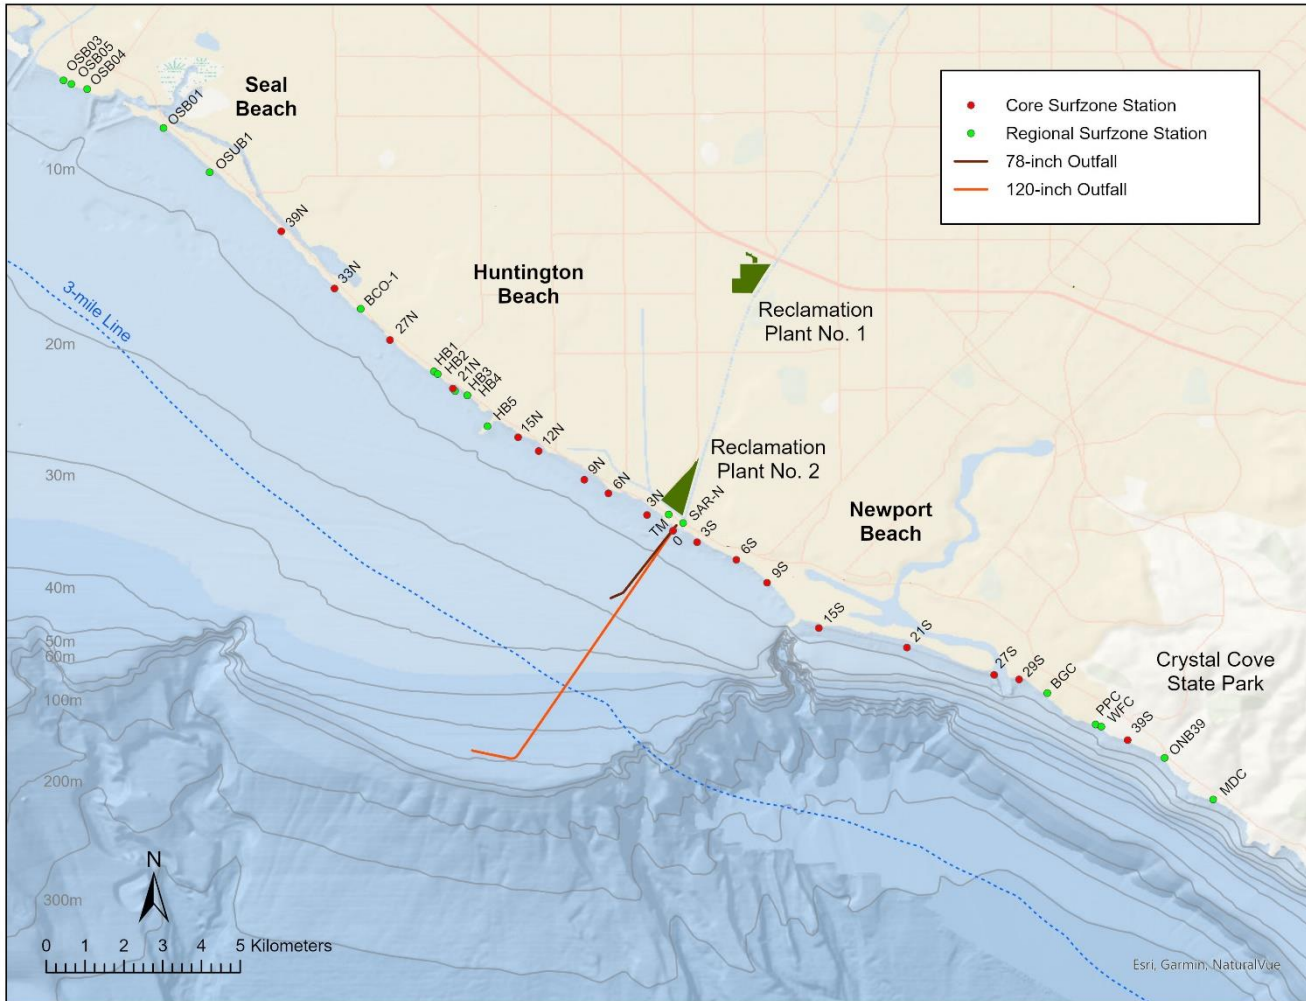 OSB03
OSB05
OSB04
OSB01
OSUB1
Seal
Beach
Core Surfzone Station
Regional Surfzone Station
78-inch Outfall
120-inch Outfall
10m
39N
33N
BCO-1
27N
Huntington
Beach
Reclamation
Plant No. 1
3-mile Line
20m
HB1
HB2
21N
HB3
HB4
HB5
15N
12N
9N
6N
3N
TM
0
SAR-N
Reclamation
Plant No. 2
30m
3S
6S
9S
Newport
Beach
40m
15S
21S
27S
29S
BGC
PPC
WFC
39S
ONB39
MDC
Crystal Cove
State Park
50m
60m
100m
200m
300m
N
0 1 2 3 4 5 Kilometers
Esri, Garmin, NaturalVue